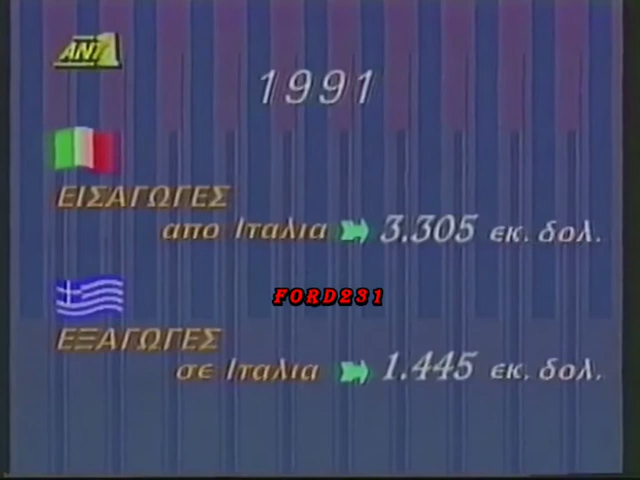 ΑΝΤ1
1991
ΕΙΣΑΓΩΓΕΣ
απο Ιταλια 3.305 εκ. δολ.
FORD231
ΕΞΑΓΩΓΕΣ
σε Ιταλια 1.445 εκ. δολ.